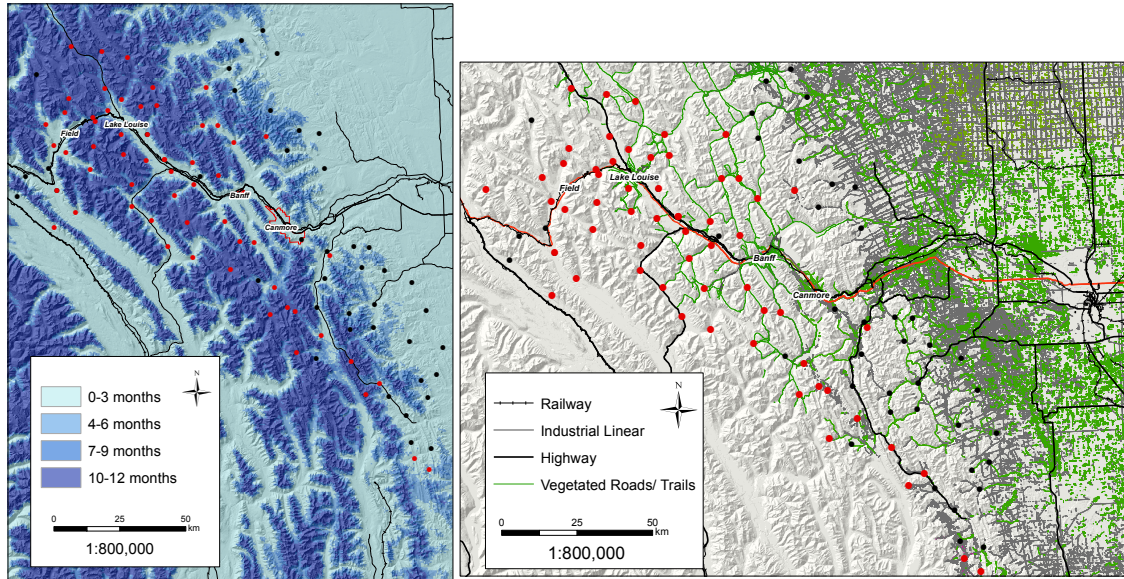 Lake Louise
Field
Banff
Canmore
N
0-3 months
4-6 months
7-9 months
10-12 months
0 25 50
km
1:800,000
Lake Louise
Field
Banff
Canmore
N
Railway
Industrial Linear
Highway
Vegetated Roads/ Trails
0 25 50
km
1:800,000